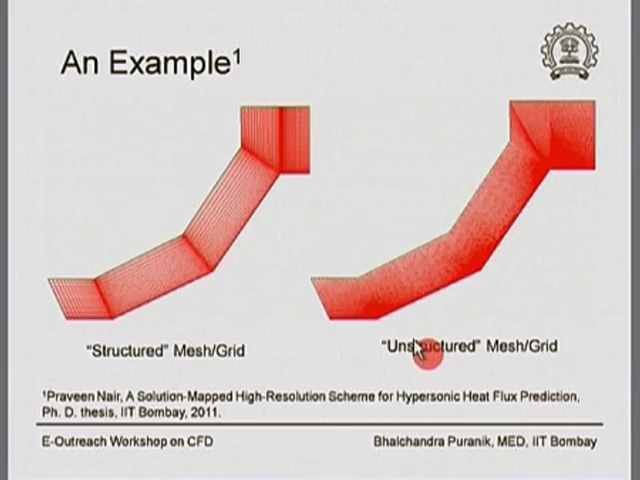 An Example¹
"Structured" Mesh/Grid
"Unstructured" Mesh/Grid
¹Praveen Nair, A Solution-Mapped High-Resolution Scheme for Hypersonic Heat Flux Prediction,
Ph. D. thesis, IIT Bombay, 2011.
E-Outreach Workshop on CFD
Bhalchandra Puranik, MED, IIT Bombay